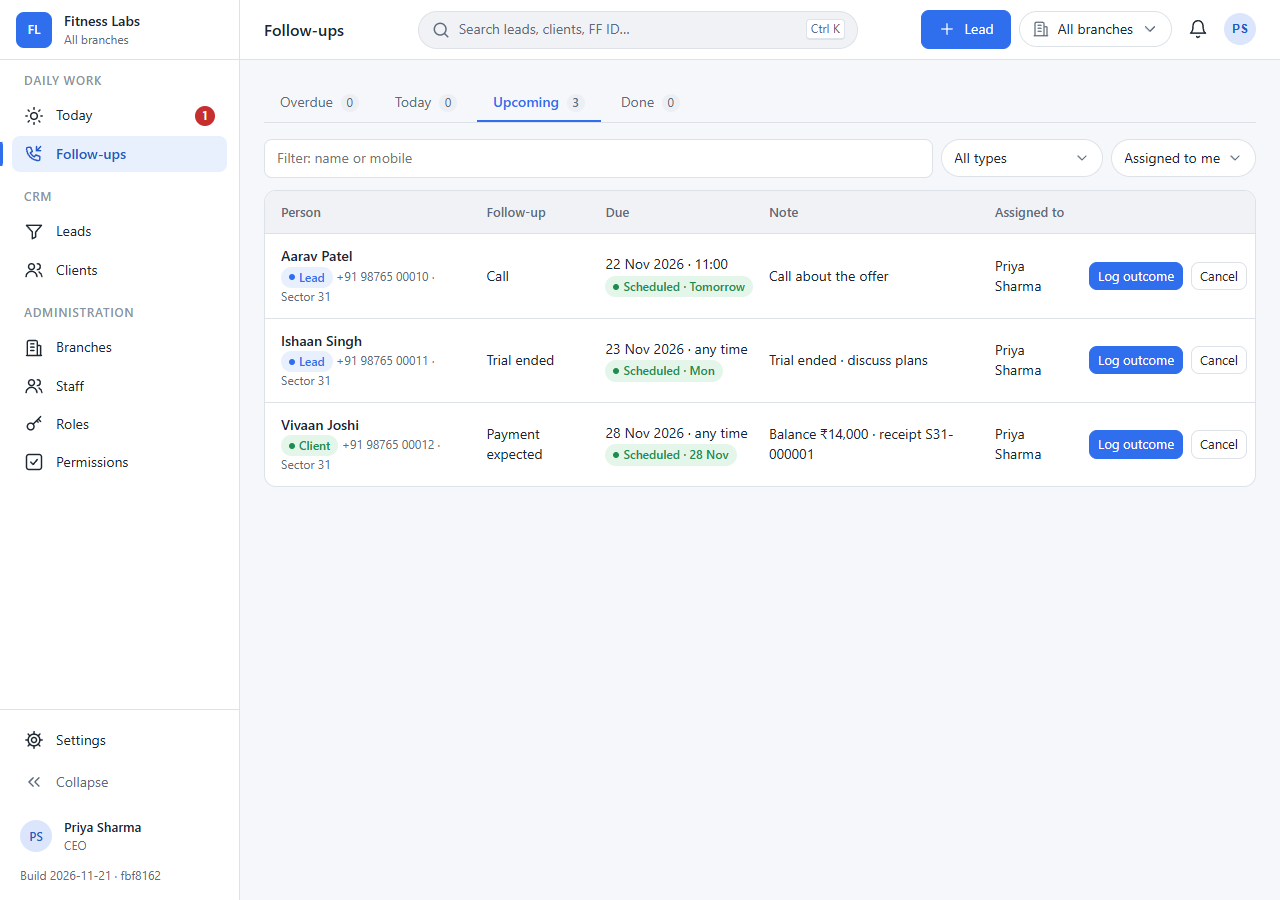 FL
Fitness Labs
All branches
Follow-ups
Search leads, clients, FF ID...
Ctrl K
Lead
All branches
PS
DAILY WORK
Today 1
Follow-ups
CRM
Leads
Clients
ADMINISTRATION
Branches
Staff
Roles
Permissions
Settings
Collapse
PS
Priya Sharma
CEO
Build 2026-11-21 · fbf8162
Overdue 0 Today 0 Upcoming 3 Done 0
Filter: name or mobile
All types
Assigned to me
Person Follow-up Due Note Assigned to
Aarav Patel
Lead +91 98765 00010 ·
Sector 31
Call
22 Nov 2026 · 11:00
Scheduled · Tomorrow
Call about the offer
Priya
Sharma
Log outcome Cancel
Ishaan Singh
Lead +91 98765 00011 ·
Sector 31
Trial ended
23 Nov 2026 · any time
Scheduled · Mon
Trial ended · discuss plans
Priya
Sharma
Log outcome Cancel
Vivaan Joshi
Client +91 98765 00012 ·
Sector 31
Payment
expected
28 Nov 2026 · any time
Scheduled · 28 Nov
Balance ₹14,000 · receipt S31-
000001
Priya
Sharma
Log outcome Cancel